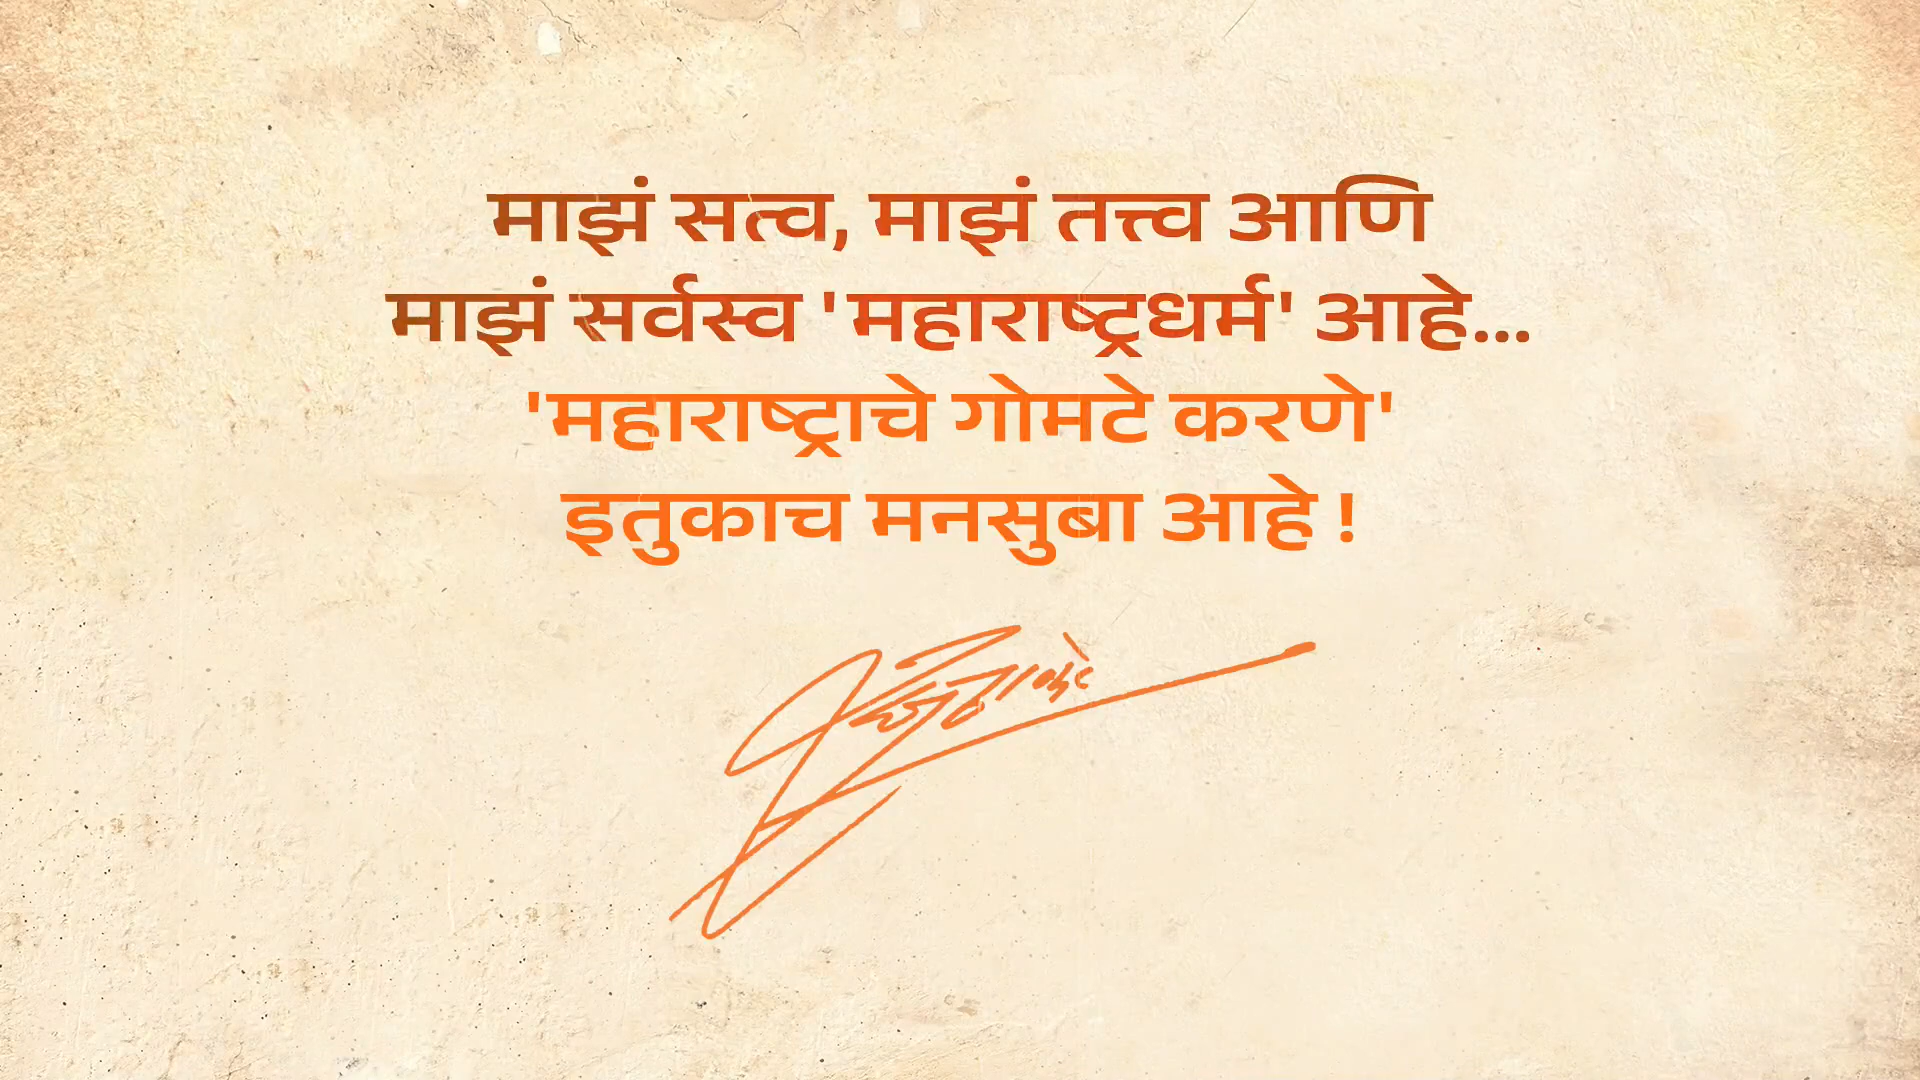 माझं सत्व, माझं तत्त्व आणि
माझं सर्वस्व 'महाराष्ट्रधर्म' आहे...
'महाराष्ट्राचे गोमटे करणे'
इतुकाच मनसुबा आहे !